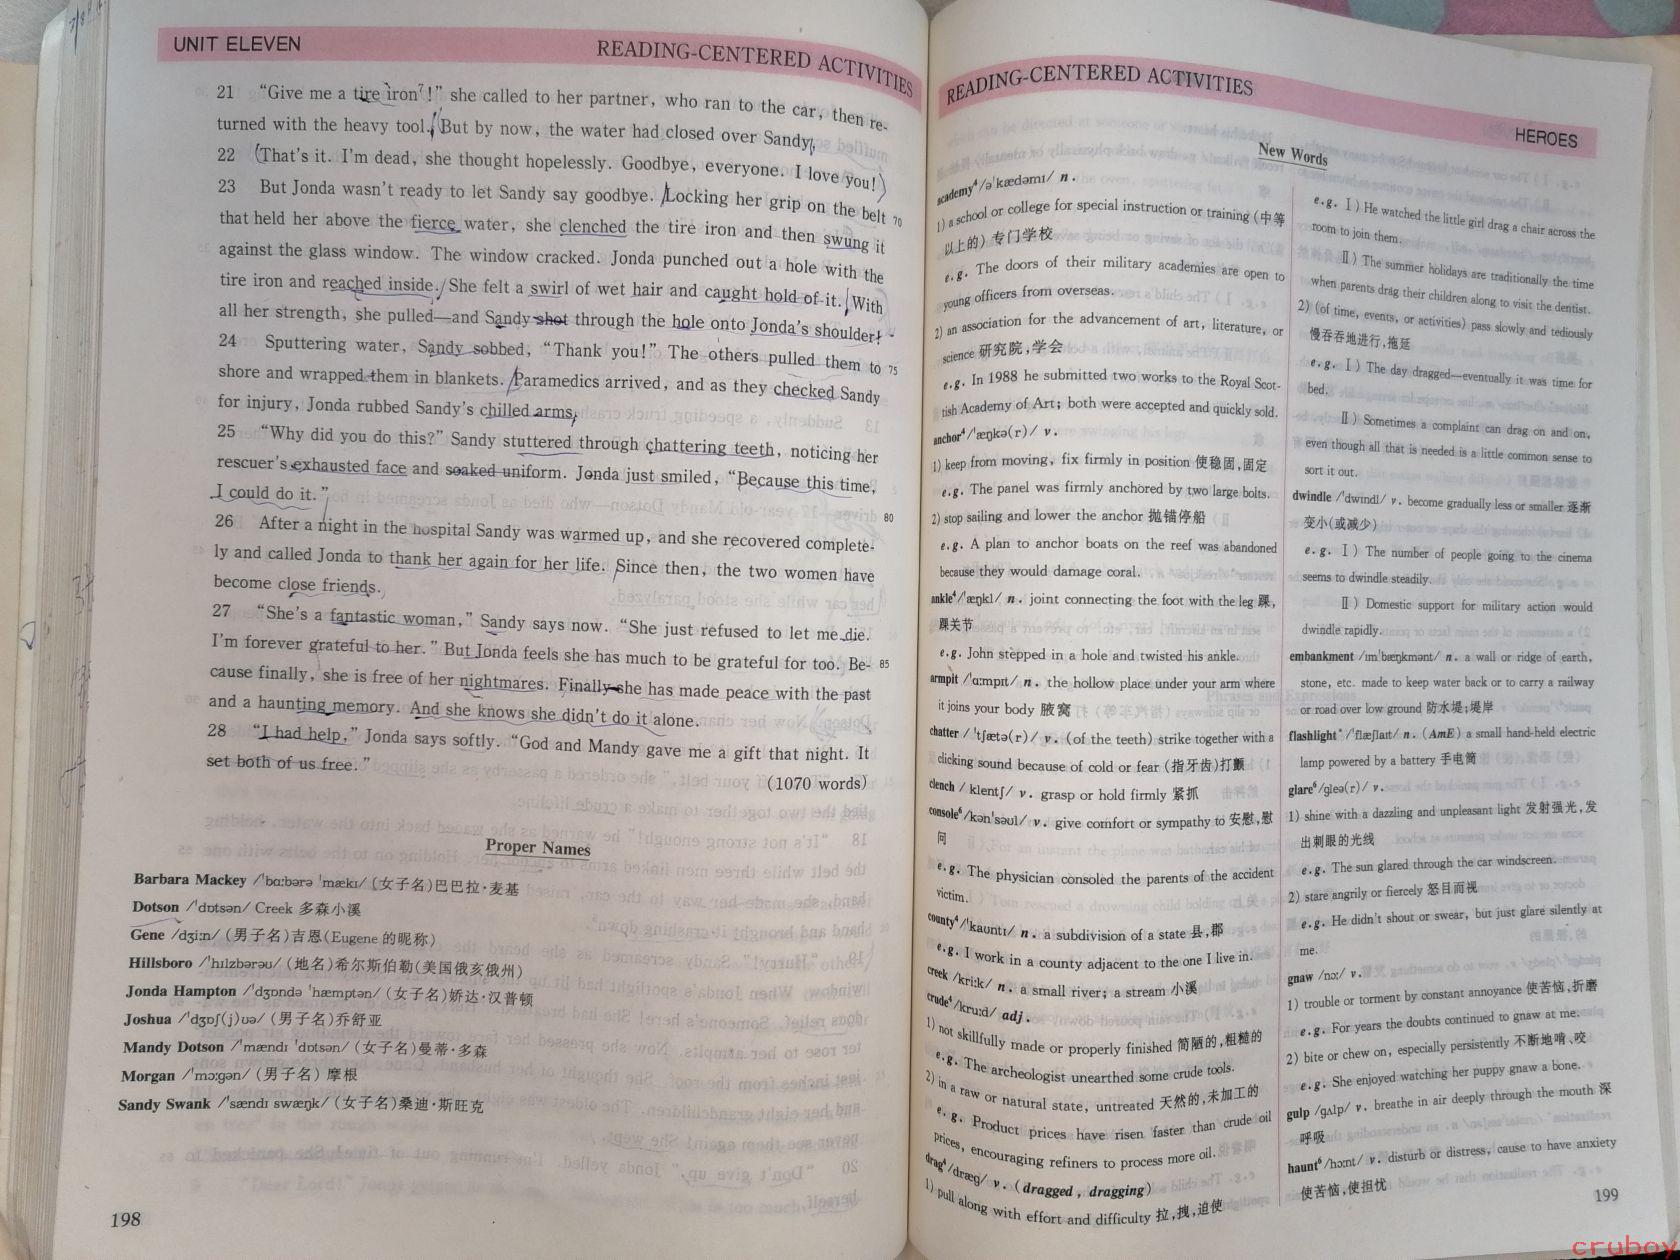 UNIT ELEVEN
READING-CENTERED ACTIVITIES
21 “Give me a tire iron⁷!” she called to her partner, who ran to the car, then re-
turned with the heavy tool. But by now, the water had closed over Sandy.
22 That's it. I'm dead, she thought hopelessly. Goodbye, everyone. I love you!
23 But Jonda wasn't ready to let Sandy say goodbye. Locking her grip on the belt 70
that held her above the fierce water, she clenched the tire iron and then swung it
against the glass window. The window cracked. Jonda punched out a hole with the
tire iron and reached inside. She felt a swirl of wet hair and caught hold of it. With
all her strength, she pulled—and Sandy shot through the hole onto Jonda's shoulder.
24 Sputtering water, Sandy sobbed, “Thank you!” The others pulled them to 75
shore and wrapped them in blankets. Paramedics arrived, and as they checked Sandy
for injury, Jonda rubbed Sandy's chilled arms.
25 “Why did you do this?” Sandy stuttered through chattering teeth, noticing her
rescuer's exhausted face and soaked uniform. Jonda just smiled, “Because this time,
I could do it.” 80
26 After a night in the hospital Sandy was warmed up, and she recovered complete-
ly and called Jonda to thank her again for her life. Since then, the two women have
become close friends.
27 “She's a fantastic woman,” Sandy says now. “She just refused to let me die.
I'm forever grateful to her.” But Jonda feels she has much to be grateful for too. Be- 85
cause finally, she is free of her nightmares. Finally she has made peace with the past
and a haunting memory. And she knows she didn't do it alone.
28 “I had help,” Jonda says softly. “God and Mandy gave me a gift that night. It
set both of us free.”
(1070 words)
Proper Names
Barbara Mackey /ˈbɑːbərə ˈmækɪ/ (女子名)巴巴拉·麦基
Dotson /ˈdɒtsən/ Creek 多森小溪
Gene /dʒiːn/ (男子名)吉恩(Eugene 的昵称)
Hillsboro /ˈhɪlzbərəʊ/ (地名)希尔斯伯勒(美国俄亥俄州)
Jonda Hampton /ˈdʒɒndə ˈhæmptən/ (女子名)娇达·汉普顿
Joshua /ˈdʒɒʃ(j)ʊə/ (男子名)乔舒亚
Mandy Dotson /ˈmændɪ ˈdɒtsən/ (女子名)曼蒂·多森
Morgan /ˈmɔːgən/ (男子名) 摩根
Sandy Swank /ˈsændɪ swæŋk/ (女子名)桑迪·斯旺克
198
READING-CENTERED ACTIVITIES
HEROES
New Words
academy⁴ /əˈkædəmɪ/ n.
1) a school or college for special instruction or training (中等
以上的) 专门学校
e.g. The doors of their military academies are open to
young officers from overseas.
2) an association for the advancement of art, literature, or
science 研究院,学会
e.g. In 1988 he submitted two works to the Royal Scot-
tish Academy of Art; both were accepted and quickly sold.
anchor⁴ /ˈæŋkə(r)/ v.
1) keep from moving, fix firmly in position 使稳固,固定
e.g. The panel was firmly anchored by two large bolts.
2) stop sailing and lower the anchor 抛锚停船
e.g. A plan to anchor boats on the reef was abandoned
because they would damage coral.
ankle⁴ /ˈæŋkl/ n. joint connecting the foot with the leg 踝,
踝关节
e.g. John stepped in a hole and twisted his ankle.
armpit /ˈɑːmpɪt/ n. the hollow place under your arm where
it joins your body 腋窝
chatter /ˈtʃætə(r)/ v. (of the teeth) strike together with a
clicking sound because of cold or fear (指牙齿)打颤
clench /klentʃ/ v. grasp or hold firmly 紧抓
console⁶ /kənˈsəʊl/ v. give comfort or sympathy to 安慰,慰
问
e.g. The physician consoled the parents of the accident
victim.
county⁴ /ˈkaʊntɪ/ n. a subdivision of a state 县,郡
e.g. I work in a county adjacent to the one I live in.
creek /kriːk/ n. a small river; a stream 小溪
crude⁴ /kruːd/ adj.
1) not skillfully made or properly finished 简陋的,粗糙的
e.g. The archeologist unearthed some crude tools.
2) in a raw or natural state, untreated 天然的,未加工的
e.g. Product prices have risen faster than crude oil
prices, encouraging refiners to process more oil.
drag⁴ /dræg/ v. (dragged, dragging)
1) pull along with effort and difficulty 拉,拽,迫使
e.g. Ⅰ) He watched the little girl drag a chair across the
room to join them.
Ⅱ) The summer holidays are traditionally the time
when parents drag their children along to visit the dentist.
2) (of time, events, or activities) pass slowly and tediously
慢吞吞地进行,拖延
e.g. Ⅰ) The day dragged—eventually it was time for
bed.
Ⅱ) Sometimes a complaint can drag on and on,
even though all that is needed is a little common sense to
sort it out.
dwindle /ˈdwɪndl/ v. become gradually less or smaller 逐渐
变小(或减少)
e.g. Ⅰ) The number of people going to the cinema
seems to dwindle steadily.
Ⅱ) Domestic support for military action would
dwindle rapidly.
embankment /ɪmˈbæŋkmənt/ n. a wall or ridge of earth,
stone, etc. made to keep water back or to carry a railway
or road over low ground 防水堤;堤岸
flashlight* /ˈflæʃlaɪt/ n. (AmE) a small hand-held electric
lamp powered by a battery 手电筒
glare⁶ /gleə(r)/ v.
1) shine with a dazzling and unpleasant light 发射强光,发
出刺眼的光线
e.g. The sun glared through the car windscreen.
2) stare angrily or fiercely 怒目而视
e.g. He didn't shout or swear, but just glare silently at
me.
gnaw /nɔː/ v.
1) trouble or torment by constant annoyance 使苦恼,折磨
e.g. For years the doubts continued to gnaw at me.
2) bite or chew on, especially persistently 不断地啃、咬
e.g. She enjoyed watching her puppy gnaw a bone.
gulp /gʌlp/ v. breathe in air deeply through the mouth 深
呼吸
haunt⁶ /hɔːnt/ v. disturb or distress, cause to have anxiety
使苦恼,使担忧
199
cruboy